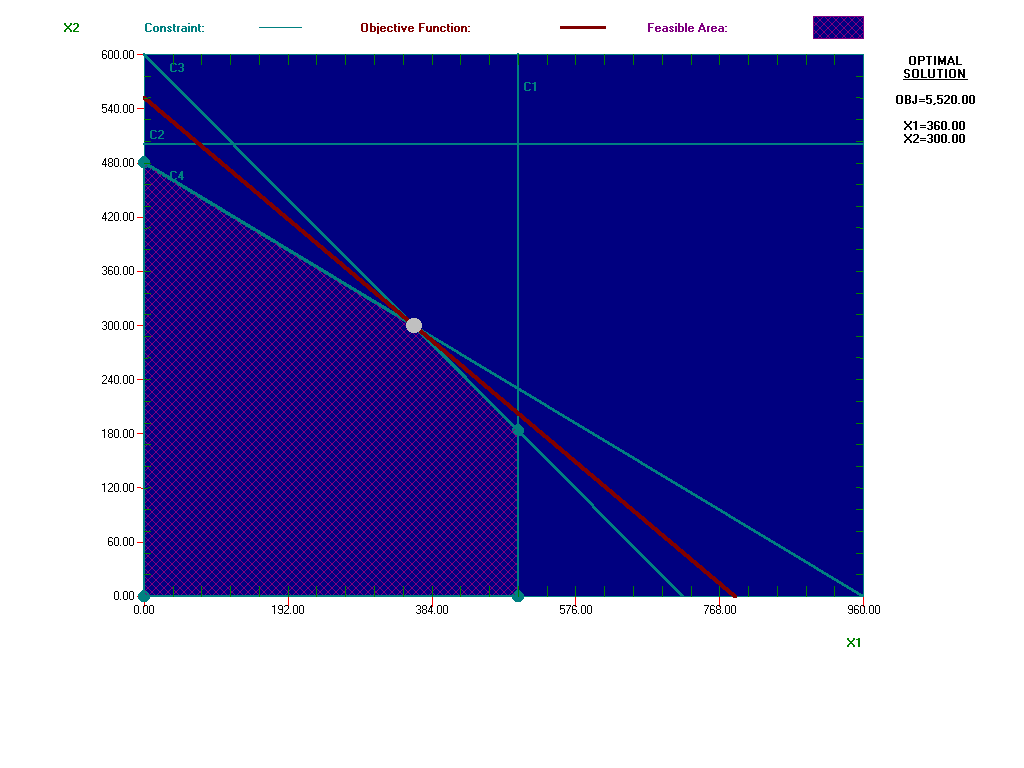 X2 Constraint: Objective Function: Feasible Area:
OPTIMAL
SOLUTION
OBJ=5,520.00
X1=360.00
X2=300.00
600.00
540.00
480.00
420.00
360.00
300.00
240.00
180.00
120.00
60.00
0.00
C3
C1
C2
C4
0.00 192.00 384.00 576.00 768.00 960.00
X1